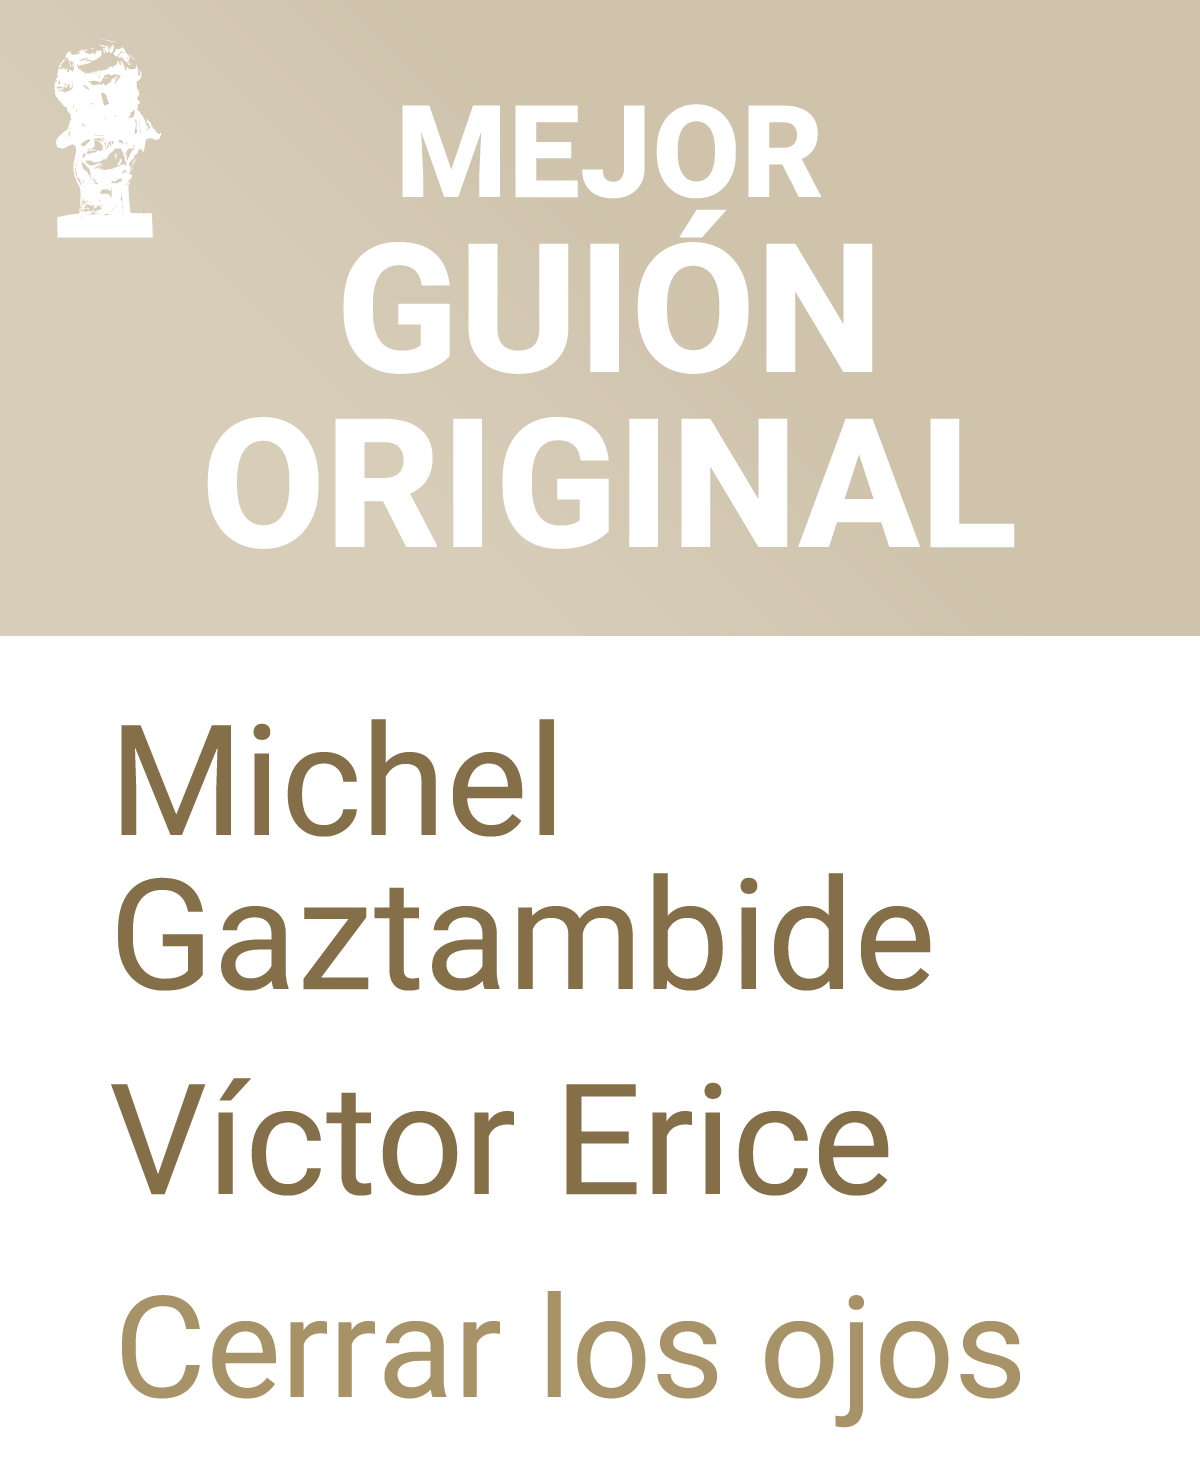 MEJOR
GUIÓN
ORIGINAL
Michel
Gaztambide
Víctor Erice
Cerrar los ojos